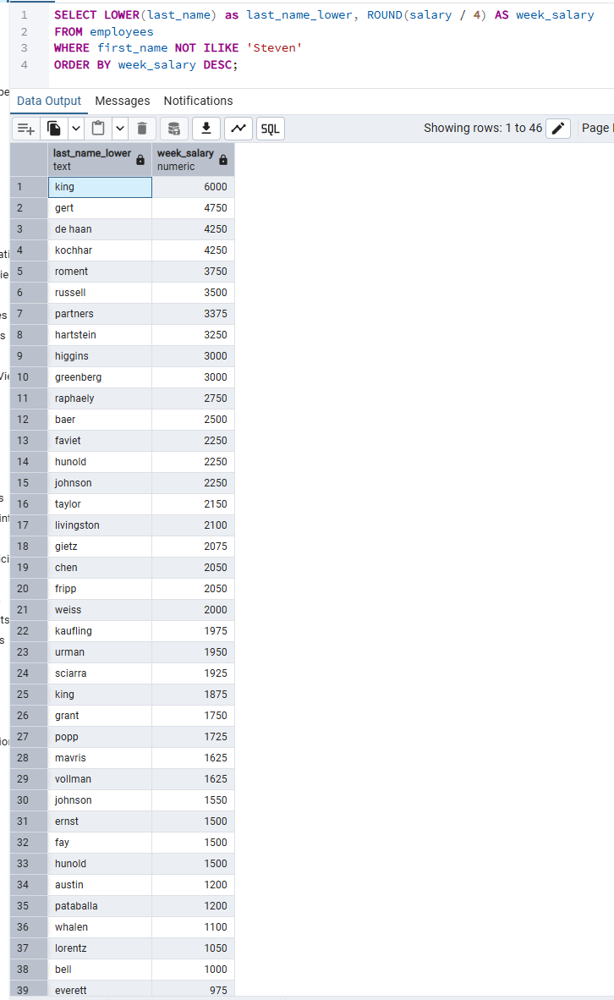 1 SELECT LOWER(last_name) as last_name_lower, ROUND(salary / 4) AS week_salary
2 FROM employees
3 WHERE first_name NOT ILIKE 'Steven'
4 ORDER BY week_salary DESC;
Data Output Messages Notifications
SQL Showing rows: 1 to 46 Page
last_name_lower week_salary
text numeric
1 king 6000
2 gert 4750
3 de haan 4250
4 kochhar 4250
5 roment 3750
6 russell 3500
7 partners 3375
8 hartstein 3250
9 higgins 3000
10 greenberg 3000
11 raphaely 2750
12 baer 2500
13 faviet 2250
14 hunold 2250
15 johnson 2250
16 taylor 2150
17 livingston 2100
18 gietz 2075
19 chen 2050
20 fripp 2050
21 weiss 2000
22 kaufling 1975
23 urman 1950
24 sciarra 1925
25 king 1875
26 grant 1750
27 popp 1725
28 mavris 1625
29 vollman 1625
30 johnson 1550
31 ernst 1500
32 fay 1500
33 hunold 1500
34 austin 1200
35 pataballa 1200
36 whalen 1100
37 lorentz 1050
38 bell 1000
39 everett 975